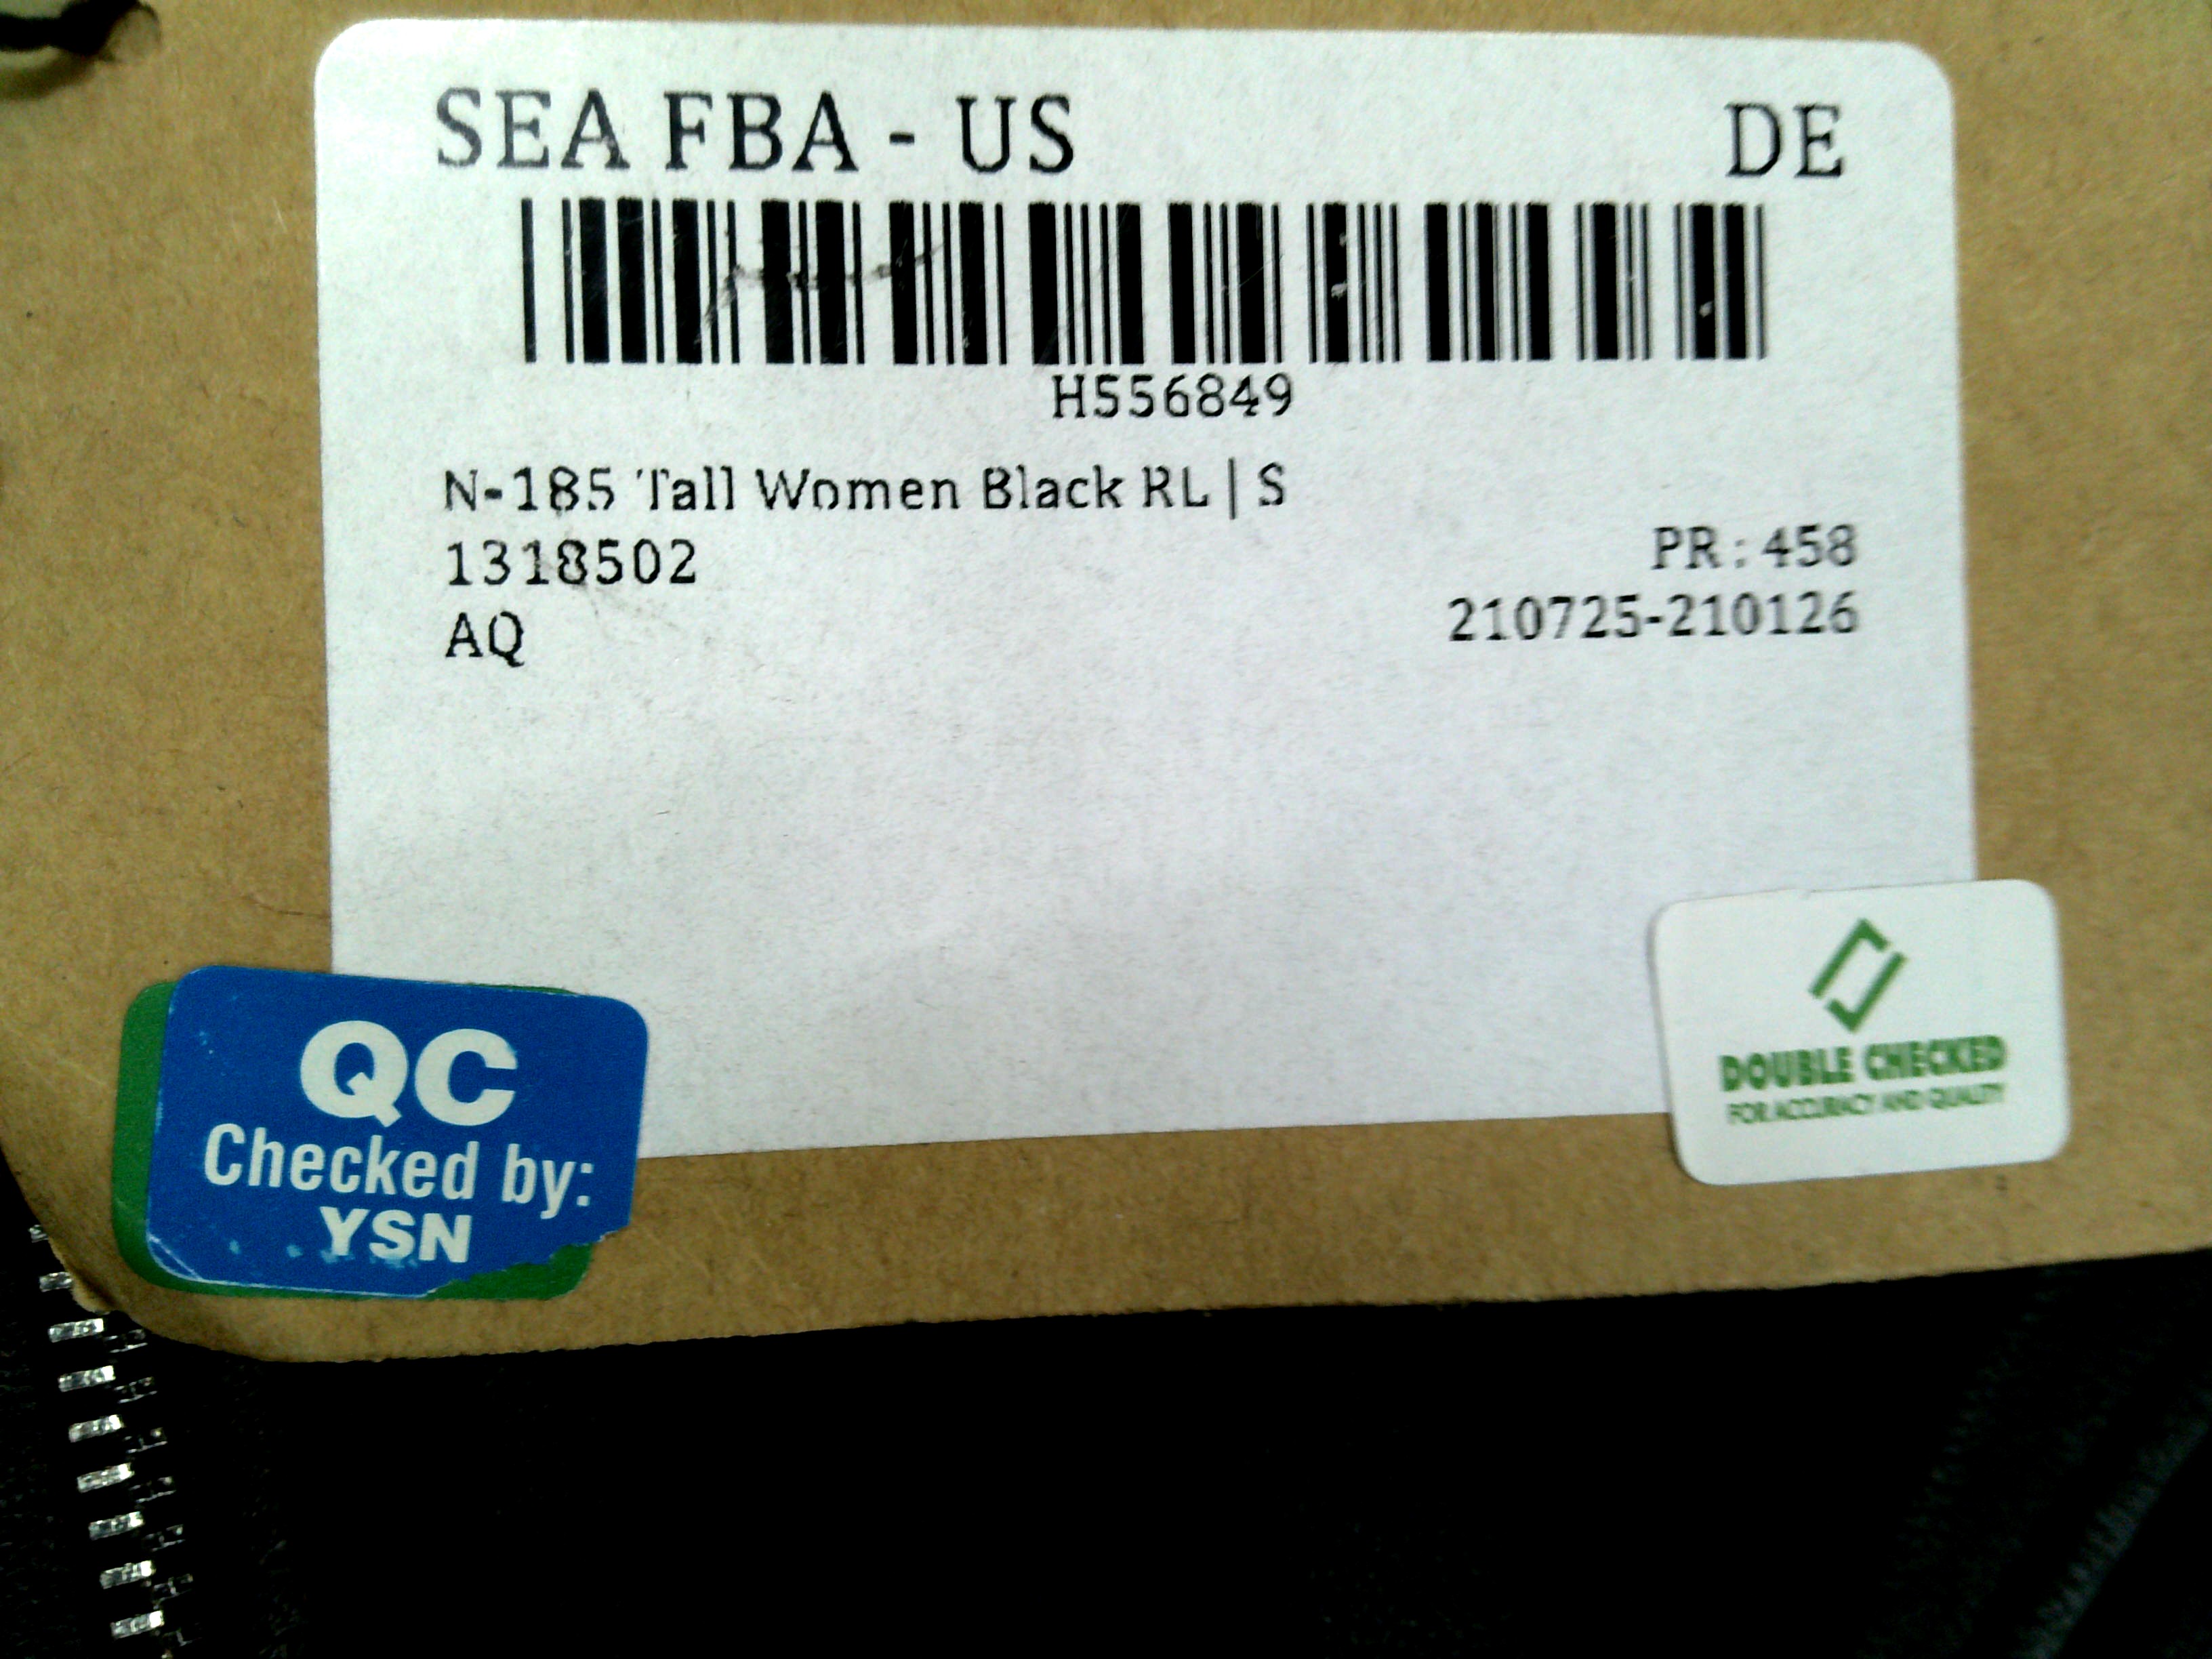 SEA FBA - US DE
H556849
N-185 Tall Women Black RL | S
1318502 PR : 458
AQ 210725-210126
QC
Checked by:
YSN
DOUBLE CHECKED
FOR ACCURACY AND QUALITY